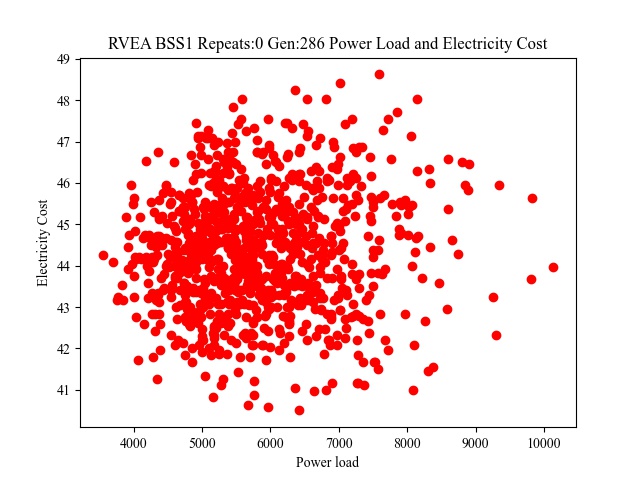 RVEA BSS1 Repeats:0 Gen:286 Power Load and Electricity Cost
49
48
47
46
45
44
43
42
41
Electricity Cost
4000 5000 6000 7000 8000 9000 10000
Power load